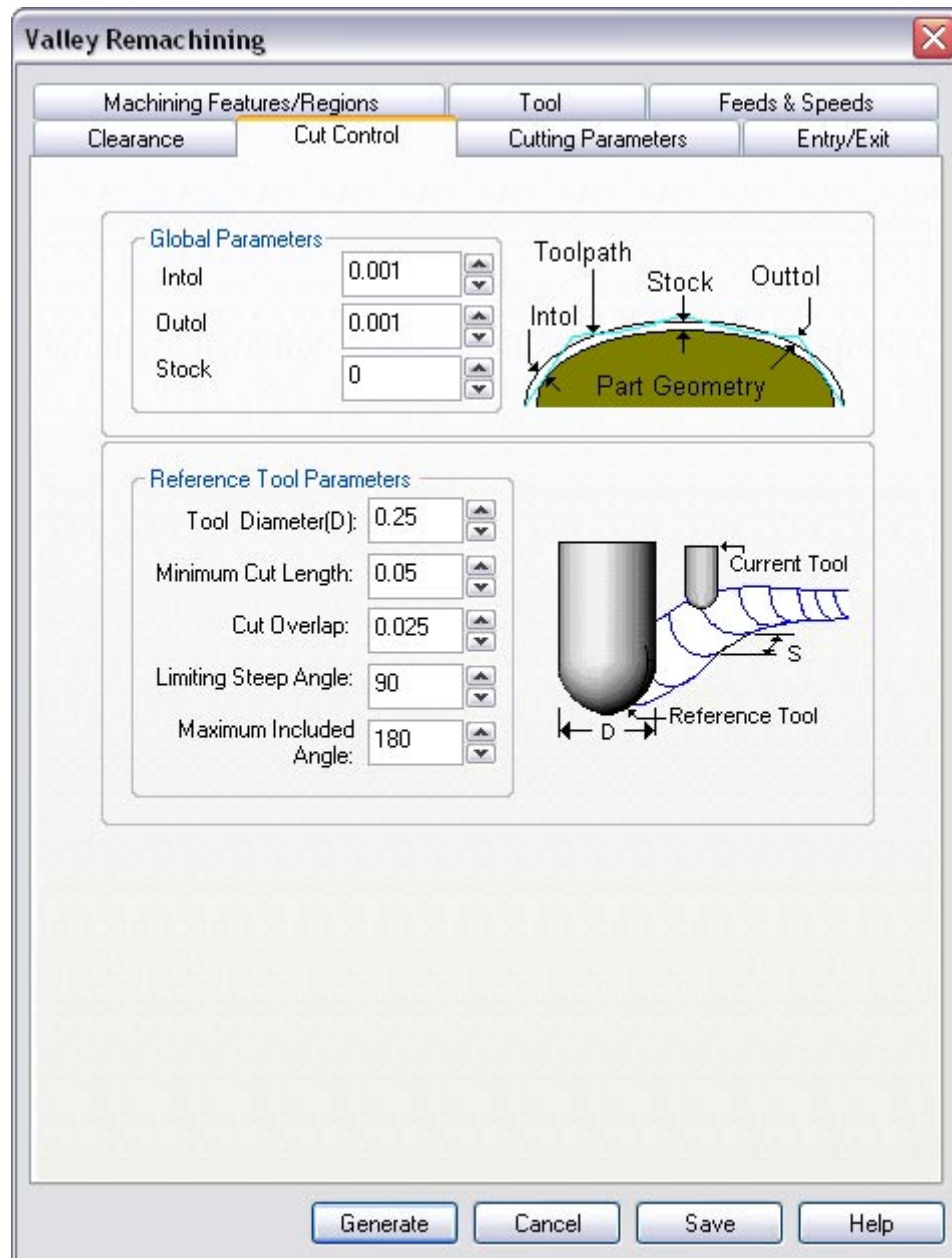 Valley Remachining
Machining Features/Regions Tool Feeds & Speeds
Clearance Cut Control Cutting Parameters Entry/Exit
Global Parameters
Intol 0.001
Outol 0.001
Stock 0
Toolpath
Stock
Outtol
Intol
Part Geometry
Reference Tool Parameters
Tool Diameter(D): 0.25
Minimum Cut Length: 0.05
Cut Overlap: 0.025
Limiting Steep Angle: 90
Maximum Included
Angle: 180
Current Tool
S
Reference Tool
D
Generate Cancel Save Help